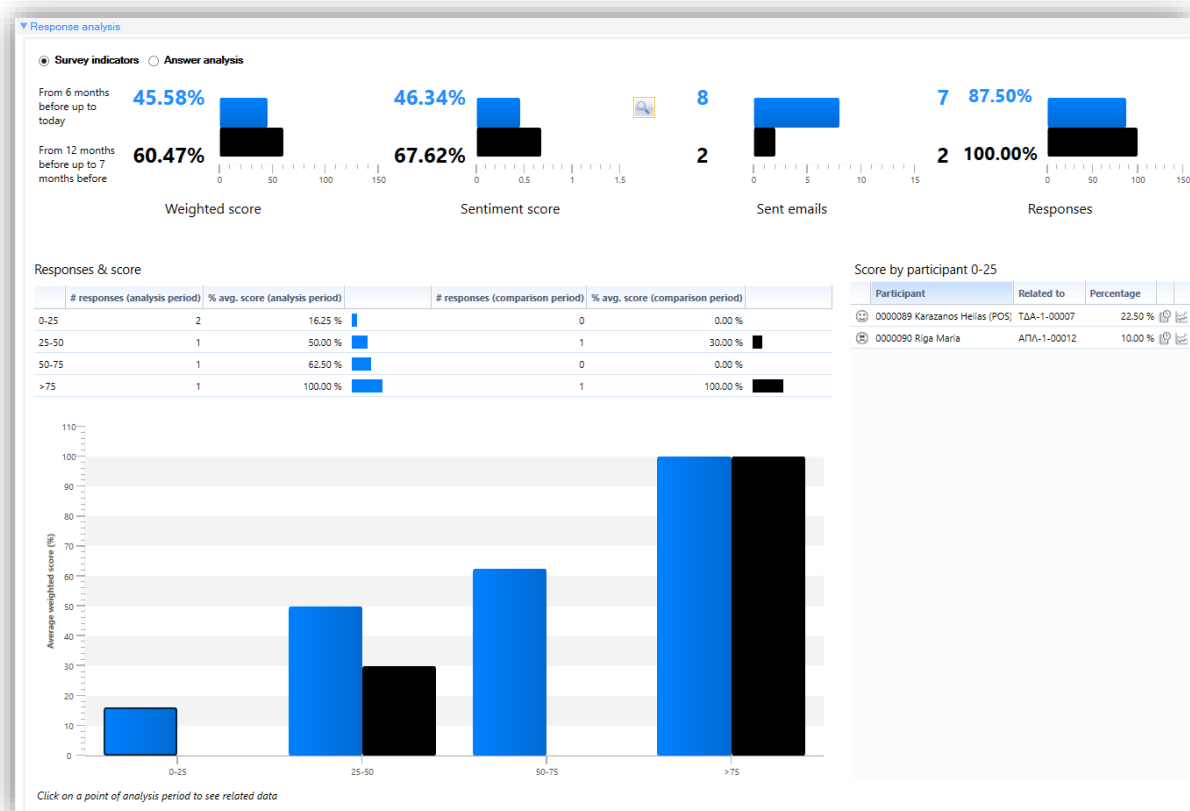 Response analysis
Survey indicators Answer analysis
From 6 months
before up to
today
45.58%
46.34%
8
7 87.50%
From 12 months
before up to 7
months before
60.47%
67.62%
2
2 100.00%
0 50 100 150
0 0.5 1 1.5
0 5 10 15
0 50 100 150
Weighted score
Sentiment score
Sent emails
Responses
Responses & score
# responses (analysis period) % avg. score (analysis period) # responses (comparison period) % avg. score (comparison period)
0-25 2 16.25 % 0 0.00 %
25-50 1 50.00 % 1 30.00 %
50-75 1 62.50 % 0 0.00 %
>75 1 100.00 % 1 100.00 %
Score by participant 0-25
Participant Related to Percentage
0000089 Karazanos Helias (POS) ΤΔΑ-1-00007 22.50 %
0000090 Riga Maria ΑΠΛ-1-00012 10.00 %
Average weighted score (%)
110
100
90
80
70
60
50
40
30
20
10
0
0-25 25-50 50-75 >75
Click on a point of analysis period to see related data